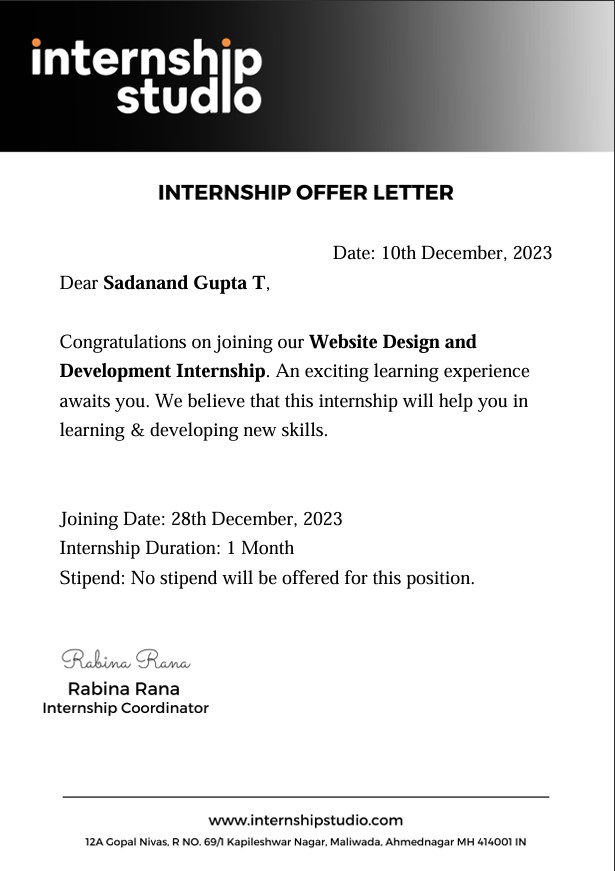 internship
studio
INTERNSHIP OFFER LETTER
Date: 10th December, 2023
Dear Sadanand Gupta T,
Congratulations on joining our Website Design and
Development Internship. An exciting learning experience
awaits you. We believe that this internship will help you in
learning & developing new skills.
Joining Date: 28th December, 2023
Internship Duration: 1 Month
Stipend: No stipend will be offered for this position.
Rabina Rana
Rabina Rana
Internship Coordinator
www.internshipstudio.com
12A Gopal Nivas, R NO. 69/1 Kapileshwar Nagar, Maliwada, Ahmednagar MH 414001 IN